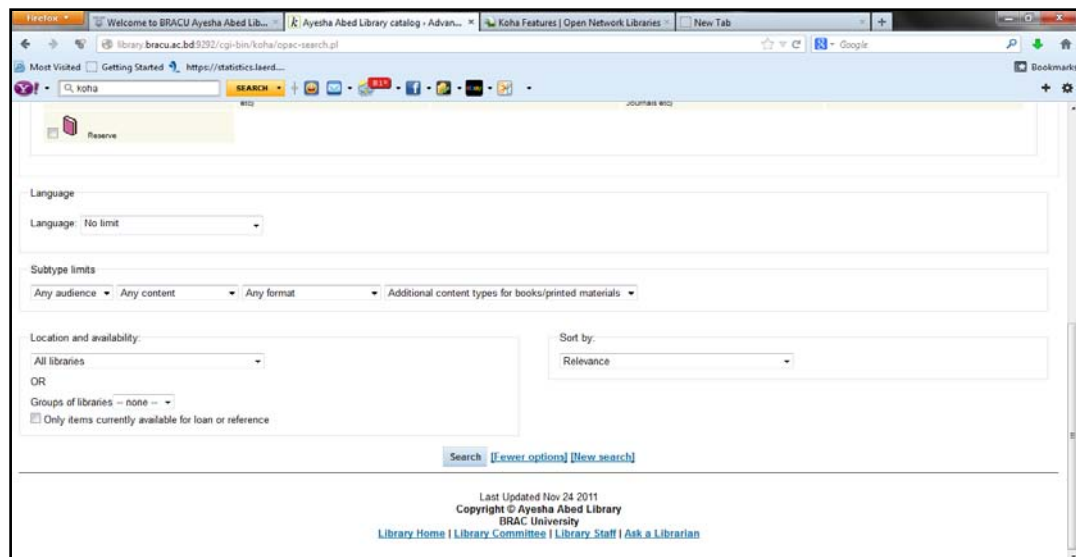 Firefox
Welcome to BRACU Ayesha Abed Lib...
Ayesha Abed Library catalog › Advan...
Koha Features | Open Network Libraries
New Tab
library.bracu.ac.bd:9292/cgi-bin/koha/opac-search.pl
Google
Most Visited Getting Started https://statistics.laerd....
Bookmarks
koha SEARCH
etc) Journals etc)
Reserve
Language
Language: No limit
Subtype limits
Any audience Any content Any format Additional content types for books/printed materials
Location and availability: Sort by:
All libraries Relevance
OR
Groups of libraries -- none --
Only items currently available for loan or reference
Search [Fewer options] [New search]
Last Updated Nov 24 2011
Copyright © Ayesha Abed Library
BRAC University
Library Home | Library Committee | Library Staff | Ask a Librarian